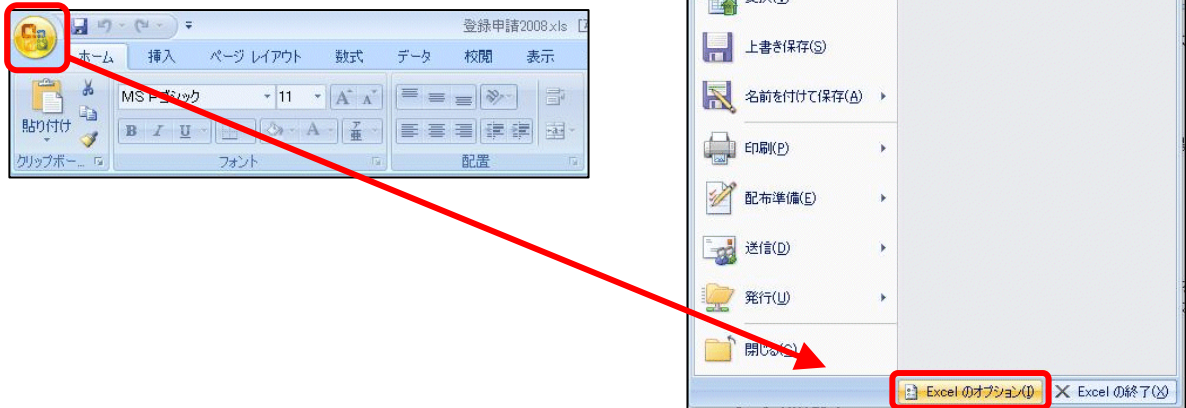 登録申請2008.xls
ホーム 挿入 ページ レイアウト 数式 データ 校閲 表示
MS Pゴシック 11
貼り付け
B I U A
クリップボー... フォント 配置
上書き保存(S)
名前を付けて保存(A)
印刷(P)
配布準備(E)
送信(D)
発行(U)
閉じる(C)
Excel のオプション(I) Excel の終了(X)